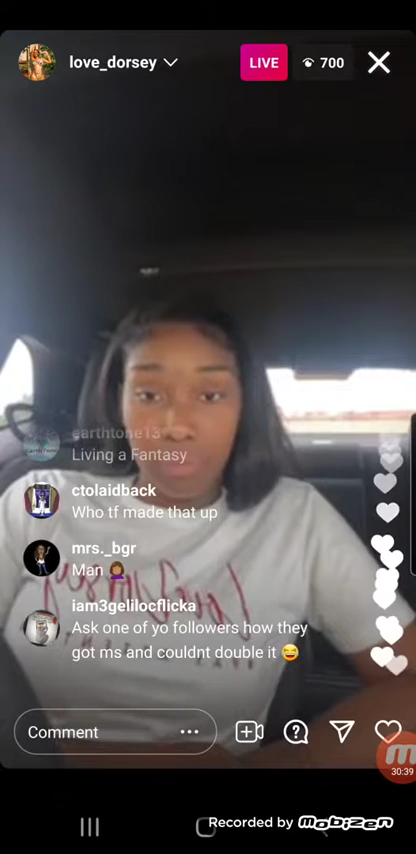 love_dorsey
LIVE
700
earthtone13
Living a Fantasy
ctolaidback
Who tf made that up
mrs._bgr
Man 🤦🏾‍♀️
iam3gelilocflicka
Ask one of yo followers how they
got ms and couldnt double it 😂
Comment
30:39
Recorded by mobizen